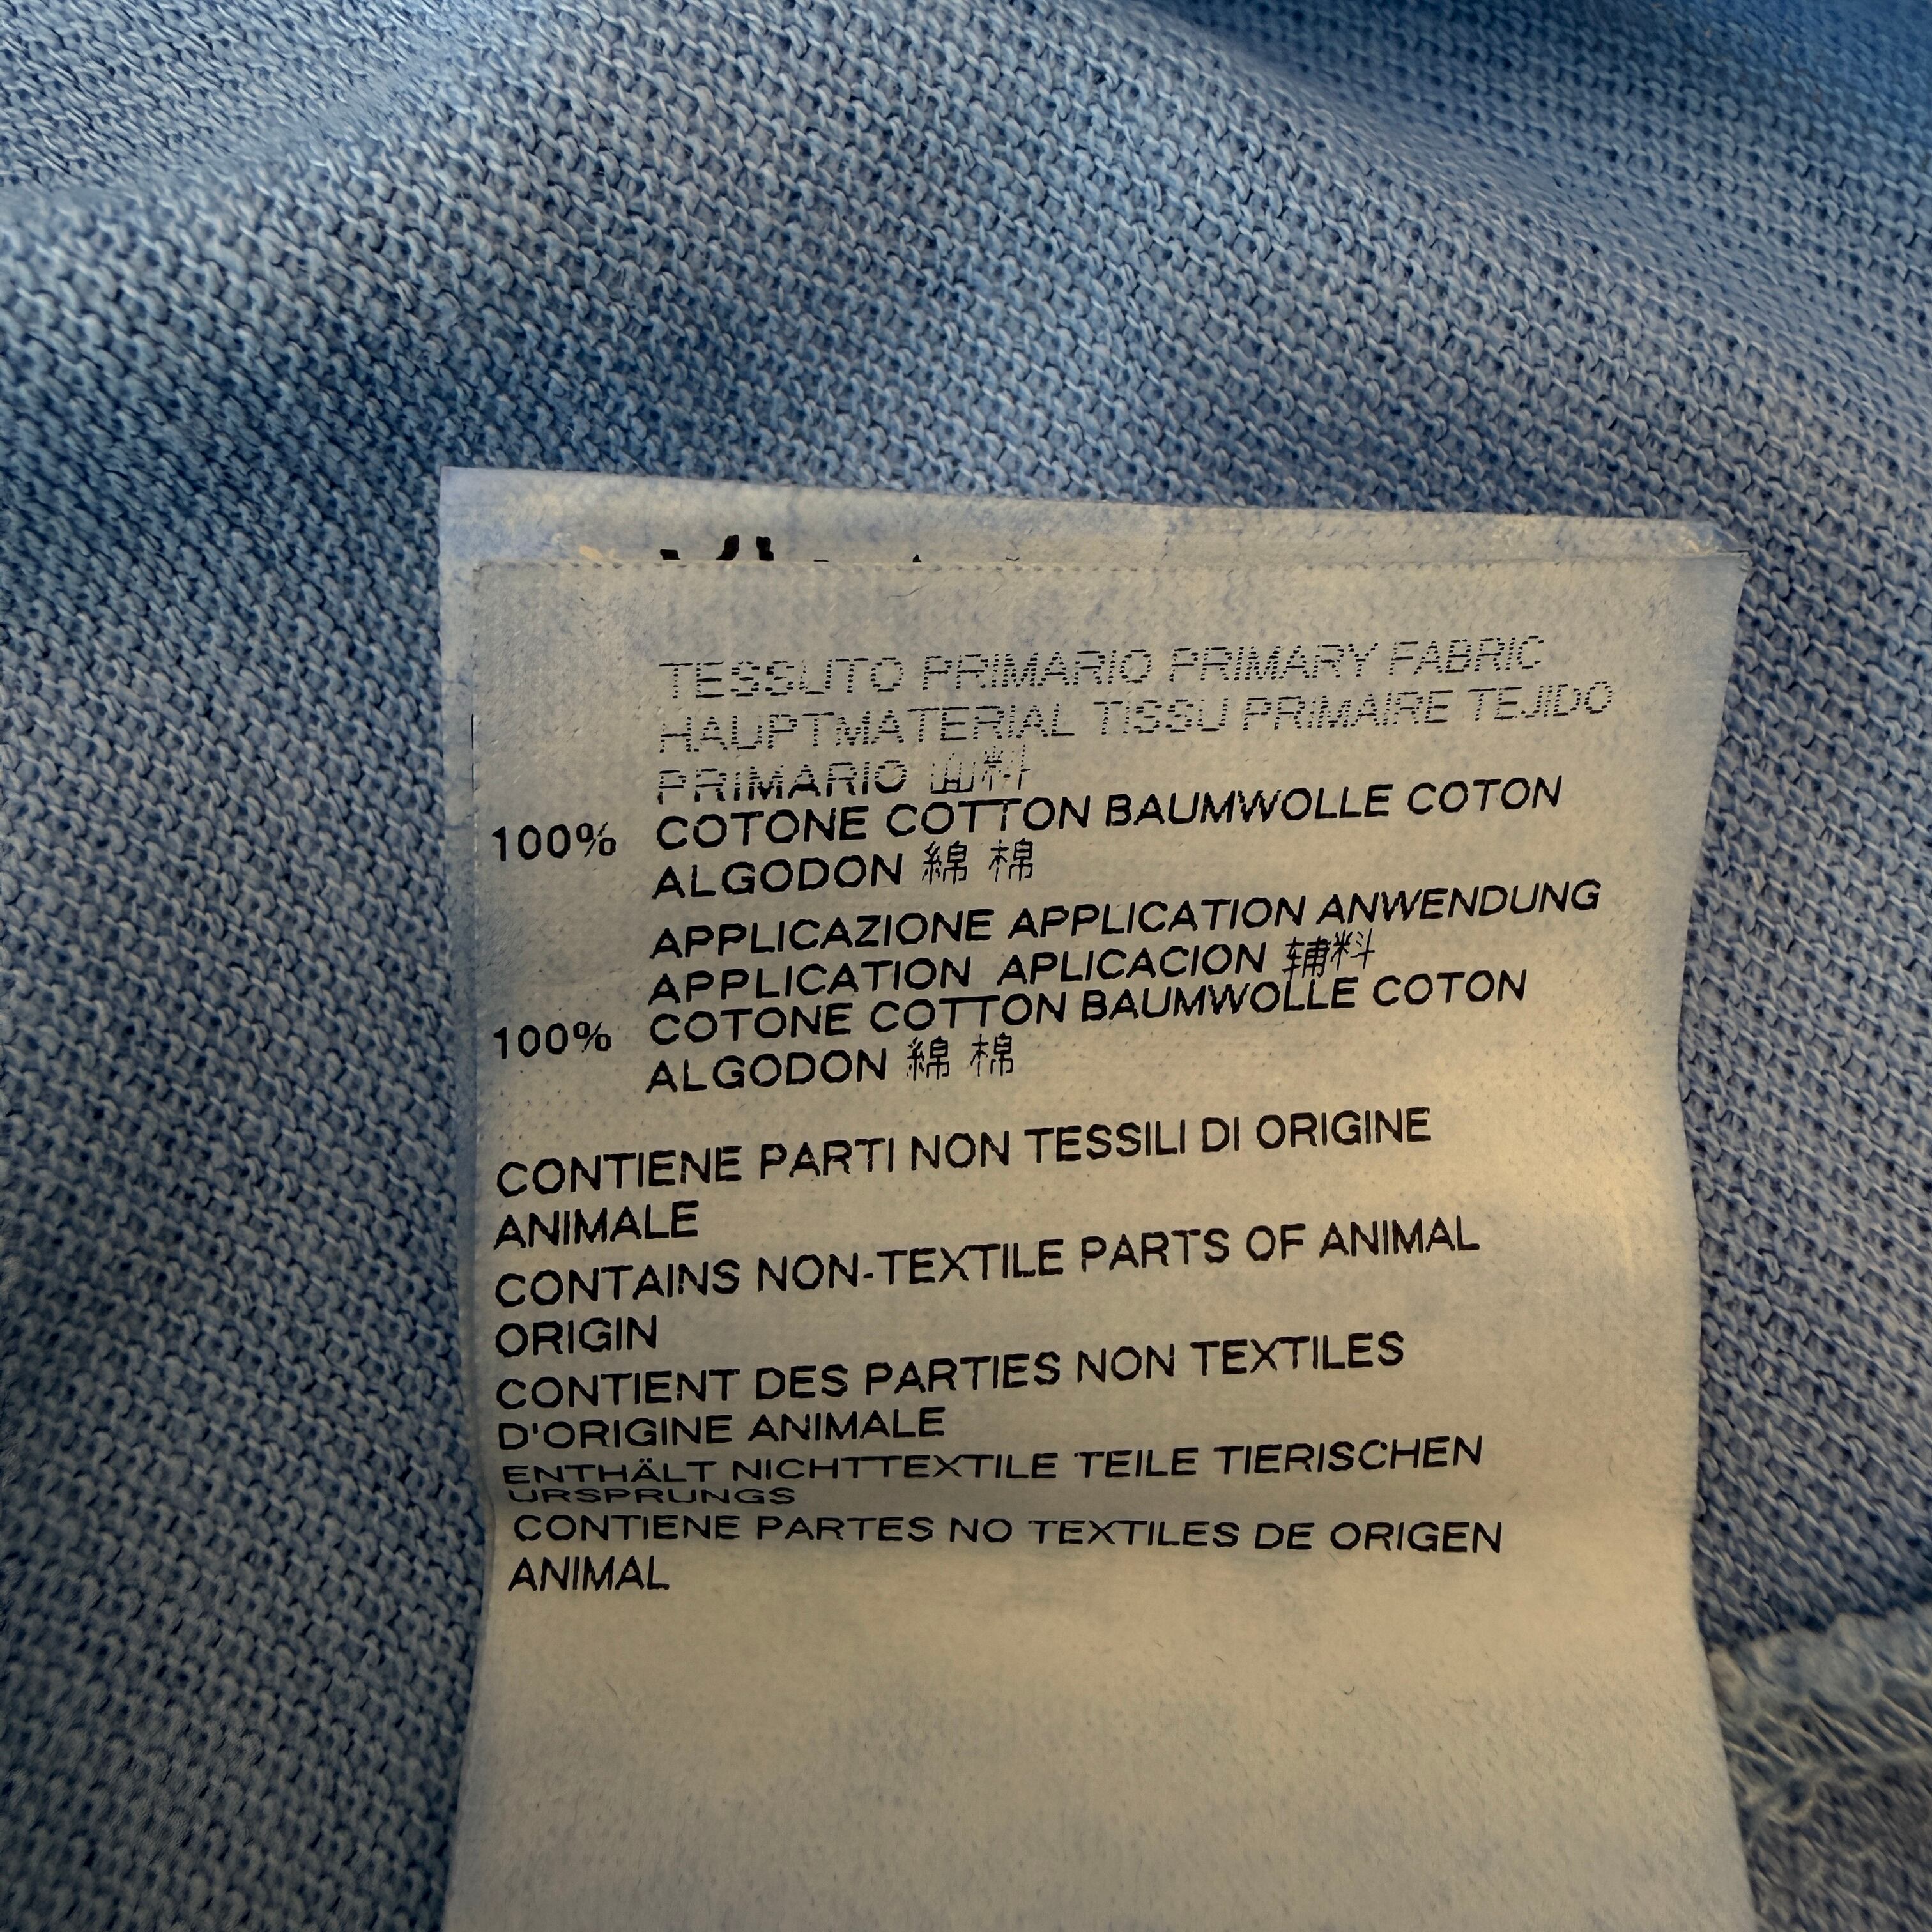 TESSUTO PRIMARIO PRIMARY FABRIC
HAUPTMATERIAL TISSU PRIMAIRE TEJIDO
PRIMARIO 面料
100% COTONE COTTON BAUMWOLLE COTON
ALGODON 綿 棉
APPLICAZIONE APPLICATION ANWENDUNG
APPLICATION APLICACION 辅料
100% COTONE COTTON BAUMWOLLE COTON
ALGODON 綿 棉
CONTIENE PARTI NON TESSILI DI ORIGINE
ANIMALE
CONTAINS NON-TEXTILE PARTS OF ANIMAL
ORIGIN
CONTIENT DES PARTIES NON TEXTILES
D'ORIGINE ANIMALE
ENTHÄLT NICHTTEXTILE TEILE TIERISCHEN
URSPRUNGS
CONTIENE PARTES NO TEXTILES DE ORIGEN
ANIMAL